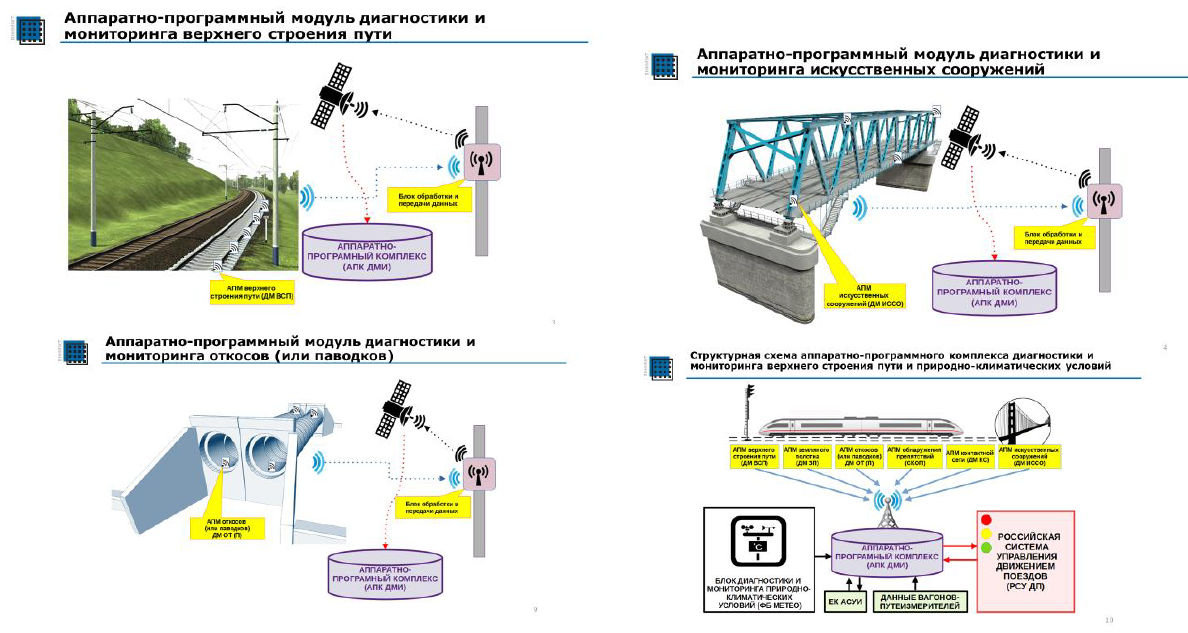 Аппаратно-программный модуль диагностики и
мониторинга верхнего строения пути
Блок обработки и
передачи данных
АППАРАТНО-
ПРОГРАМНЫЙ КОМПЛЕКС
(АПК ДМИ)
АПМ верхнего
строения пути (ДМ ВСП)
Аппаратно-программный модуль диагностики и
мониторинга искусственных сооружений
Блок обработки и
передачи данных
АПМ
искусственных
сооружений (ДМ ИССО)
АППАРАТНО-
ПРОГРАМНЫЙ КОМПЛЕКС
(АПК ДМИ)
4
Аппаратно-программный модуль диагностики и
мониторинга откосов (или паводков)
Блок обработки и
передачи данных
АПМ откосов
(или паводков)
ДМ ОТ (П)
АППАРАТНО-
ПРОГРАМНЫЙ КОМПЛЕКС
(АПК ДМИ)
9
Структурная схема аппаратно-программного комплекса диагностики и
мониторинга верхнего строения пути и природно-климатических условий
АПМ верхнего
строения пути
(ДМ ВСП)
АПМ земляного
полотна
(ДМ ЗП)
АПМ откосов
(или паводков)
ДМ ОТ (П)
АПМ обнаружения
препятствий
(СКОП)
АПМ контактной
сети (ДМ КС)
АПМ искусственных
сооружений
(ДМ ИССО)
°C
БЛОК ДИАГНОСТИКИ И
МОНИТОРИНГА ПРИРОДНО-
КЛИМАТИЧЕСКИХ
УСЛОВИЙ (ФБ МЕТЕО)
АППАРАТНО-
ПРОГРАМНЫЙ КОМПЛЕКС
(АПК ДМИ)
РОССИЙСКАЯ
СИСТЕМА
УПРАВЛЕНИЯ
ДВИЖЕНИЕМ
ПОЕЗДОВ
(РСУ ДП)
ЕК АСУИ
ДАННЫЕ ВАГОНОВ-
ПУТЕИЗМЕРИТЕЛЕЙ
10